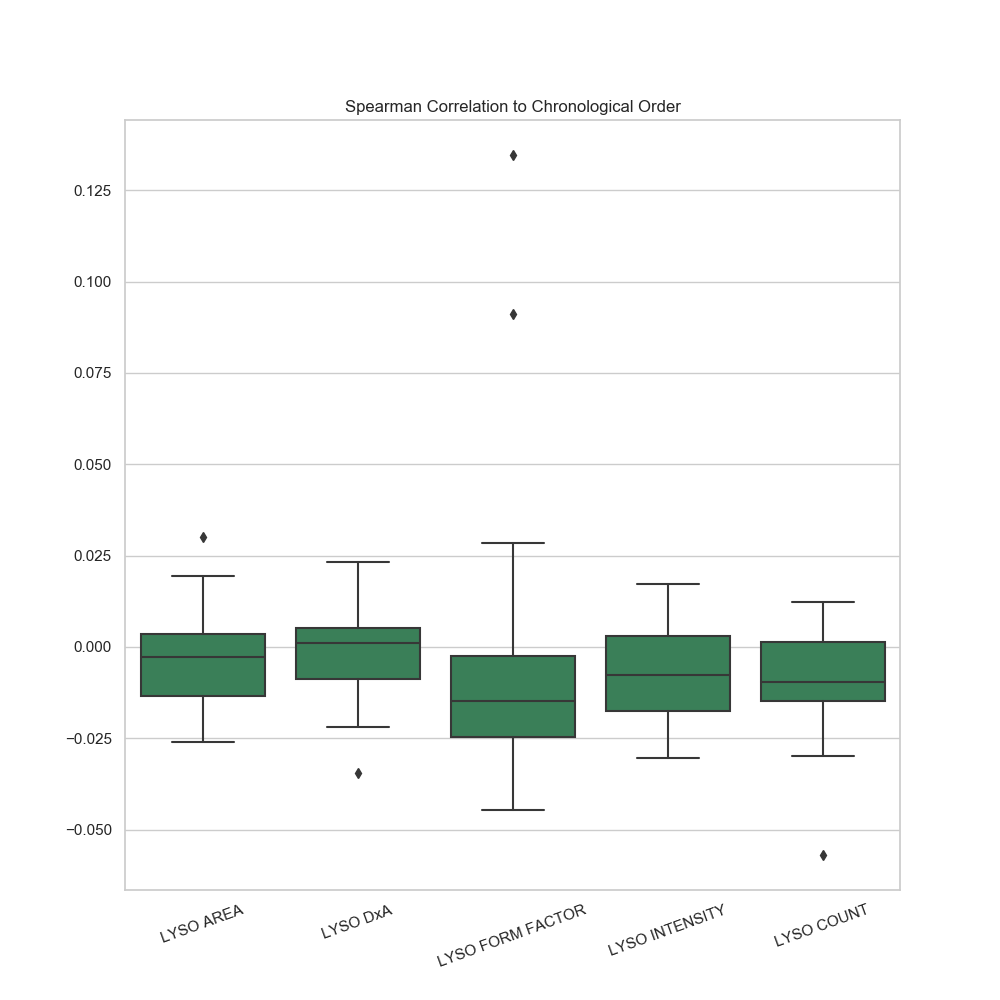 Spearman Correlation to Chronological Order
0.125
0.100
0.075
0.050
0.025
0.000
−0.025
−0.050
LYSO AREA
LYSO DxA
LYSO FORM FACTOR
LYSO INTENSITY
LYSO COUNT